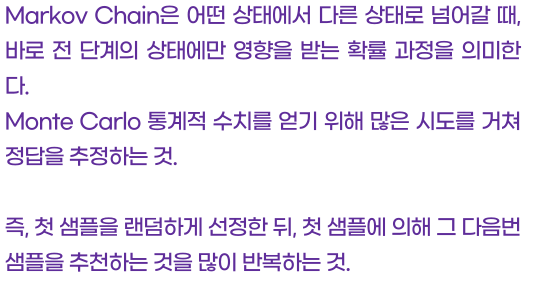 Markov Chain은 어떤 상태에서 다른 상태로 넘어갈 때,
바로 전 단계의 상태에만 영향을 받는 확률 과정을 의미한
다.
Monte Carlo 통계적 수치를 얻기 위해 많은 시도를 거쳐
정답을 추정하는 것.
즉, 첫 샘플을 랜덤하게 선정한 뒤, 첫 샘플에 의해 그 다음번
샘플을 추천하는 것을 많이 반복하는 것.